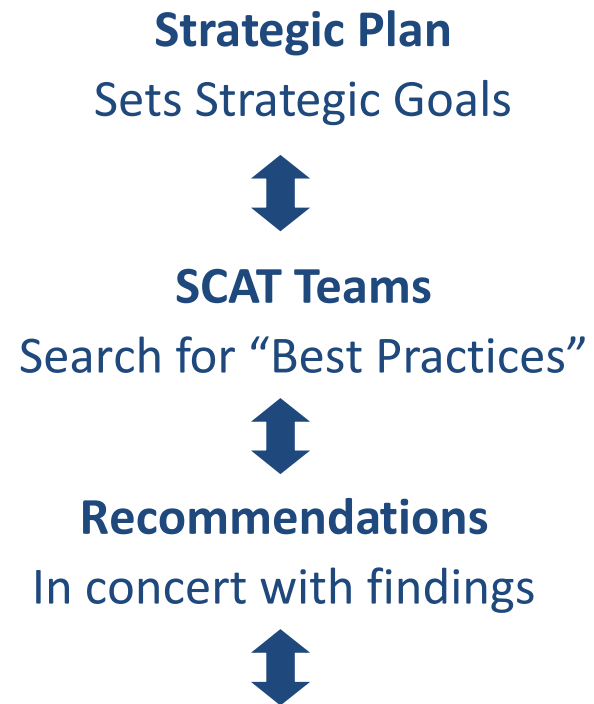 Strategic Plan
Sets Strategic Goals
SCAT Teams
Search for “Best Practices”
Recommendations
In concert with findings